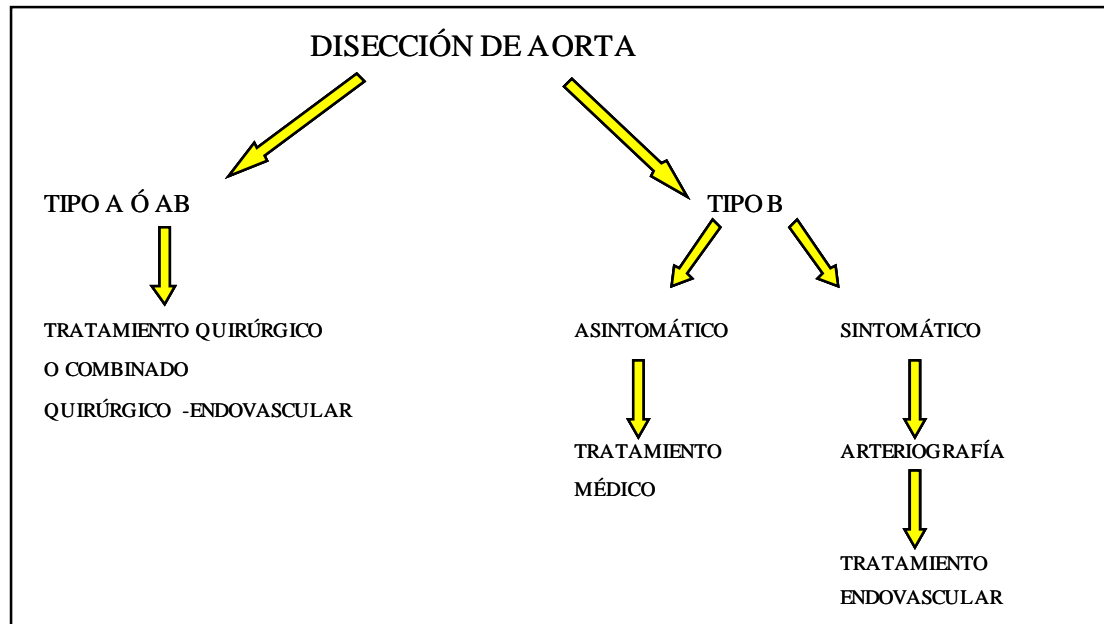 DISECCIÓN DE AORTA
TIPO A Ó AB
TIPO B
TRATAMIENTO QUIRÚRGICO
O COMBINADO
QUIRÚRGICO -ENDOVASCULAR
ASINTOMÁTICO
SINTOMÁTICO
TRATAMIENTO
MÉDICO
ARTERIOGRAFÍA
TRATAMIENTO
ENDOVASCULAR